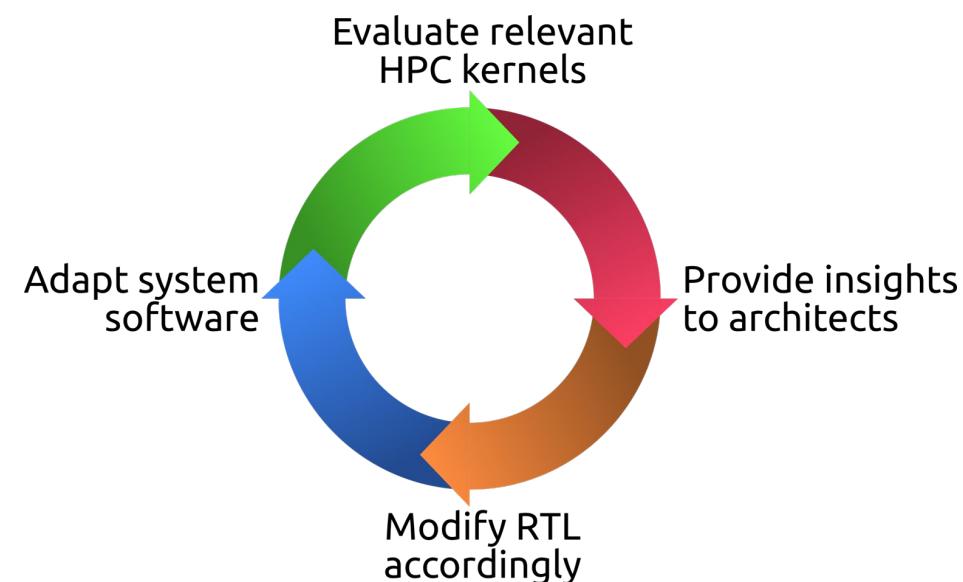 Evaluate relevant
HPC kernels
Adapt system
software
Provide insights
to architects
Modify RTL
accordingly